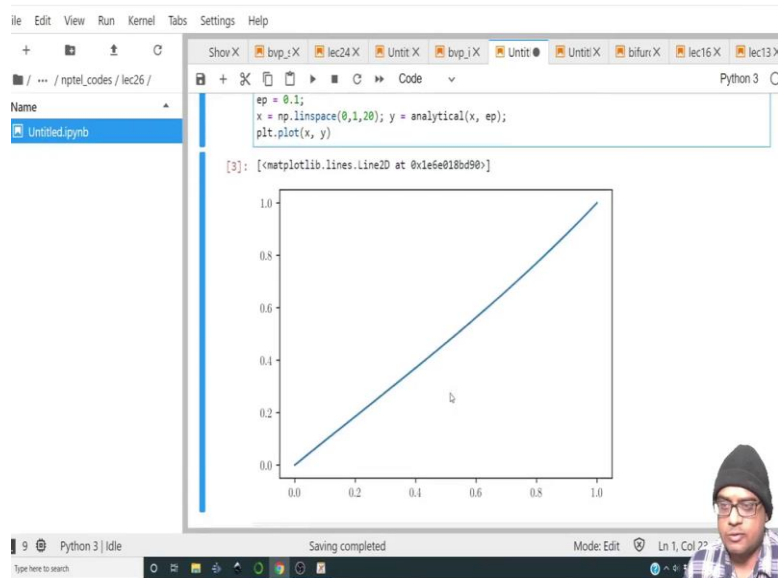 ile Edit View Run Kernel Tabs Settings Help
Shov X bvp_s X lec24 X Untit X bvp_i X Untit Untiti X bifur X lec16 X lec13 X
/ ... / nptel_codes / lec26 /
Code
Python 3
Name
Untitled.ipynb
ep = 0.1;
x = np.linspace(0,1,20); y = analytical(x, ep);
plt.plot(x, y)
[3]: [<matplotlib.lines.Line2D at 0x1e6e018bd90>]
1.0
0.8
0.6
0.4
0.2
0.0
0.0 0.2 0.4 0.6 0.8 1.0
9 Python 3 | Idle Saving completed Mode: Edit Ln 1, Col
Type here to search